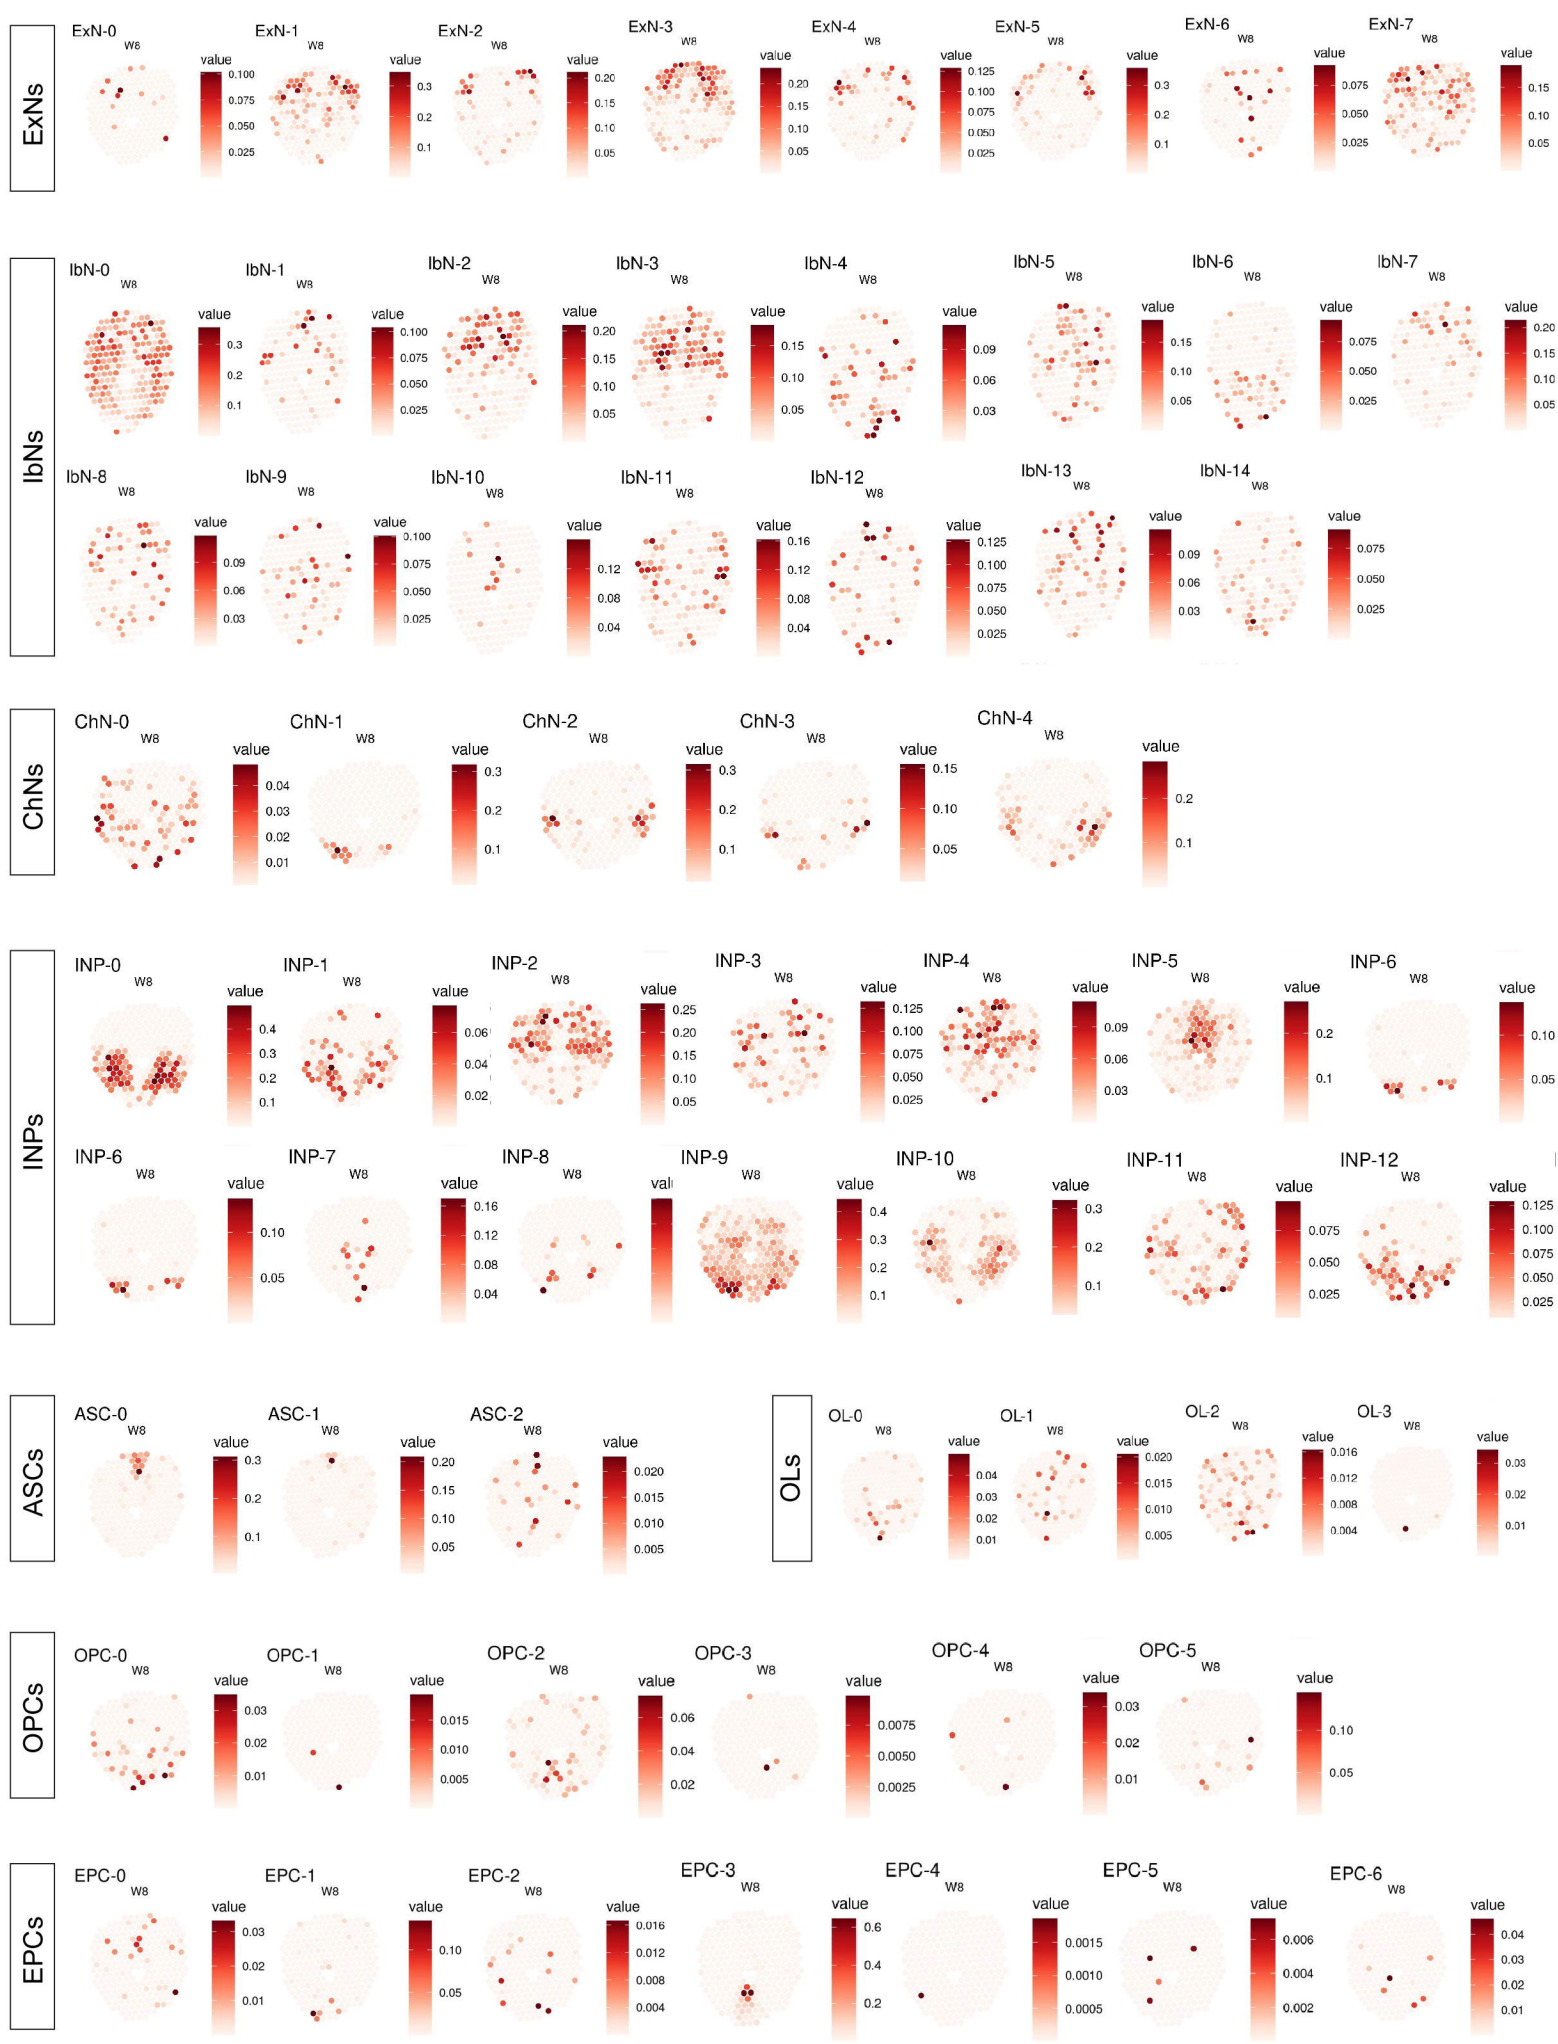 ExNs
ExN-0 ExN-1 ExN-2 ExN-3 ExN-4 ExN-5 ExN-6 ExN-7
W8 W8 W8 W8 W8 W8 W8 W8
value value value value value value value value
0.100 0.075 0.050 0.025
0.3 0.2 0.1
0.20 0.15 0.10 0.05
0.20 0.15 0.10 0.05
0.125 0.100 0.075 0.050 0.025
0.3 0.2 0.1
0.075 0.050 0.025
0.15 0.10 0.05
IbNs
IbN-0 IbN-1 IbN-2 IbN-3 IbN-4 IbN-5 IbN-6 IbN-7
W8 W8 W8 W8 W8 W8 W8 W8
value value value value value value value value
0.3 0.2 0.1
0.100 0.075 0.050 0.025
0.20 0.15 0.10 0.05
0.15 0.10 0.05
0.09 0.06 0.03
0.15 0.10 0.05
0.075 0.050 0.025
0.20 0.15 0.10 0.05
IbN-8 IbN-9 IbN-10 IbN-11 IbN-12 IbN-13 IbN-14
W8 W8 W8 W8 W8 W8 W8
value value value value value value value
0.09 0.06 0.03
0.100 0.075 0.050 0.025
0.12 0.08 0.04
0.16 0.12 0.08 0.04
0.125 0.100 0.075 0.050 0.025
0.09 0.06 0.03
0.075 0.050 0.025
ChNs
ChN-0 ChN-1 ChN-2 ChN-3 ChN-4
W8 W8 W8 W8 W8
value value value value value
0.04 0.03 0.02 0.01
0.3 0.2 0.1
0.3 0.2 0.1
0.15 0.10 0.05
0.2 0.1
INPs
INP-0 INP-1 INP-2 INP-3 INP-4 INP-5 INP-6
W8 W8 W8 W8 W8 W8 W8
value value value value value value value
0.4 0.3 0.2 0.1
0.06 0.04 0.02
0.25 0.20 0.15 0.10 0.05
0.125 0.100 0.075 0.050 0.025
0.09 0.06 0.03
0.2 0.1
0.10 0.05
INP-6 INP-7 INP-8 INP-9 INP-10 INP-11 INP-12
W8 W8 W8 W8 W8 W8 W8
value value val value value value value
0.10 0.05
0.16 0.12 0.08 0.04
0.4 0.3 0.2 0.1
0.3 0.2 0.1
0.075 0.050 0.025
0.125 0.100 0.075 0.050 0.025
ASCs
ASC-0 ASC-1 ASC-2
W8 W8 W8
value value value
0.3 0.2 0.1
0.20 0.15 0.10 0.05
0.020 0.015 0.010 0.005
OLs
OL-0 OL-1 OL-2 OL-3
W8 W8 W8 W8
value value value value
0.04 0.03 0.02 0.01
0.020 0.015 0.010 0.005
0.016 0.012 0.008 0.004
0.03 0.02 0.01
OPCs
OPC-0 OPC-1 OPC-2 OPC-3 OPC-4 OPC-5
W8 W8 W8 W8 W8 W8
value value value value value value
0.03 0.02 0.01
0.015 0.010 0.005
0.06 0.04 0.02
0.0075 0.0050 0.0025
0.03 0.02 0.01
0.10 0.05
EPCs
EPC-0 EPC-1 EPC-2 EPC-3 EPC-4 EPC-5 EPC-6
W8 W8 W8 W8 W8 W8 W8
value value value value value value value
0.03 0.02 0.01
0.10 0.05
0.016 0.012 0.008 0.004
0.6 0.4 0.2
0.0015 0.0010 0.0005
0.006 0.004 0.002
0.04 0.03 0.02 0.01